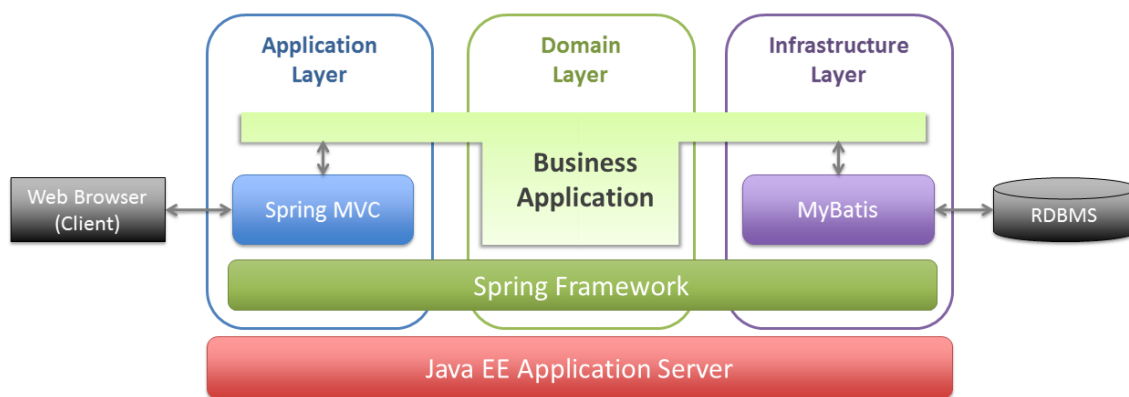 Application
Layer
Domain
Layer
Infrastructure
Layer
Business
Application
Web Browser
(Client)
Spring MVC
MyBatis
RDBMS
Spring Framework
Java EE Application Server